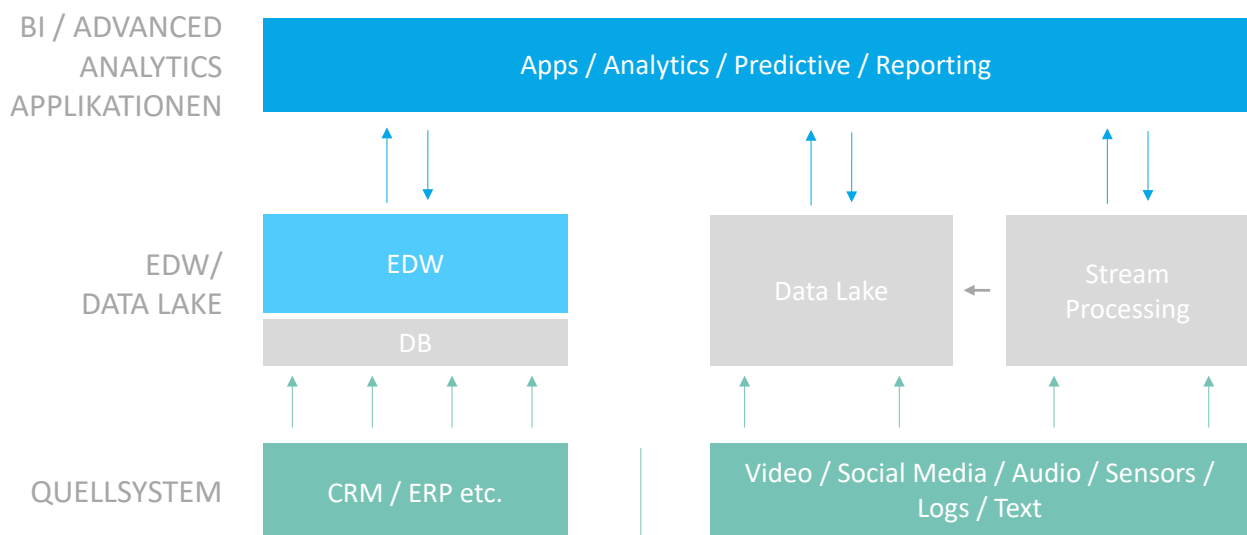 BI / ADVANCED
ANALYTICS
APPLIKATIONEN
Apps / Analytics / Predictive / Reporting
EDW/
DATA LAKE
EDW
DB
Data Lake
Stream
Processing
QUELLSYSTEM
CRM / ERP etc.
Video / Social Media / Audio / Sensors /
Logs / Text